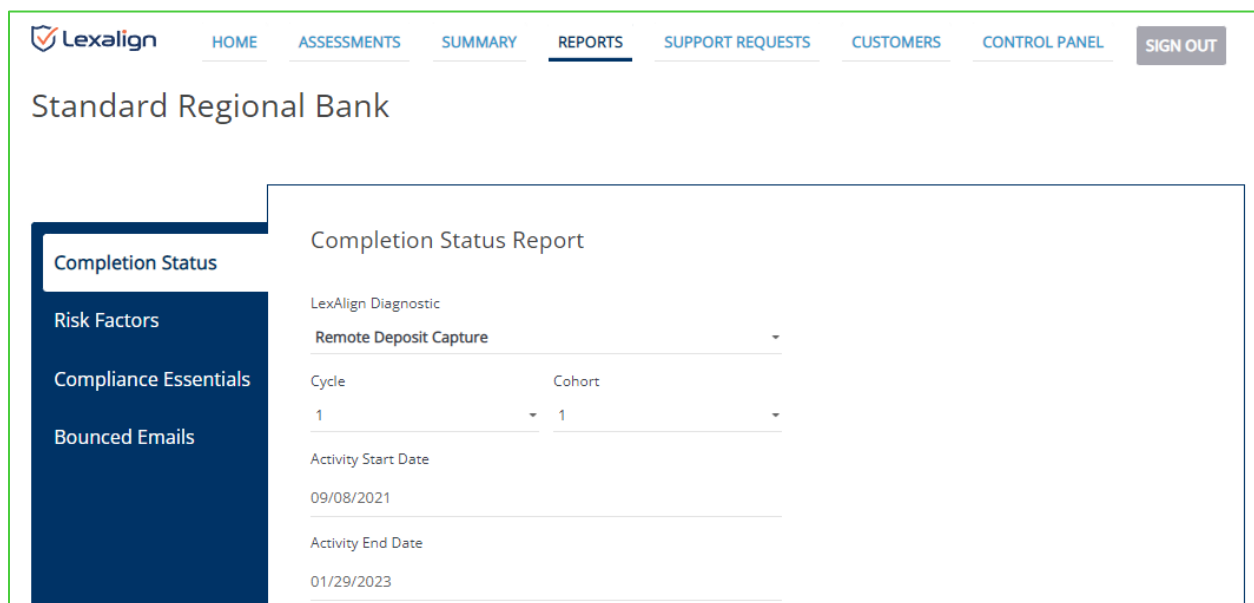 Lexalign HOME ASSESSMENTS SUMMARY REPORTS SUPPORT REQUESTS CUSTOMERS CONTROL PANEL SIGN OUT
Standard Regional Bank
Completion Status
Risk Factors
Compliance Essentials
Bounced Emails
Completion Status Report
LexAlign Diagnostic
Remote Deposit Capture
Cycle Cohort
1 1
Activity Start Date
09/08/2021
Activity End Date
01/29/2023